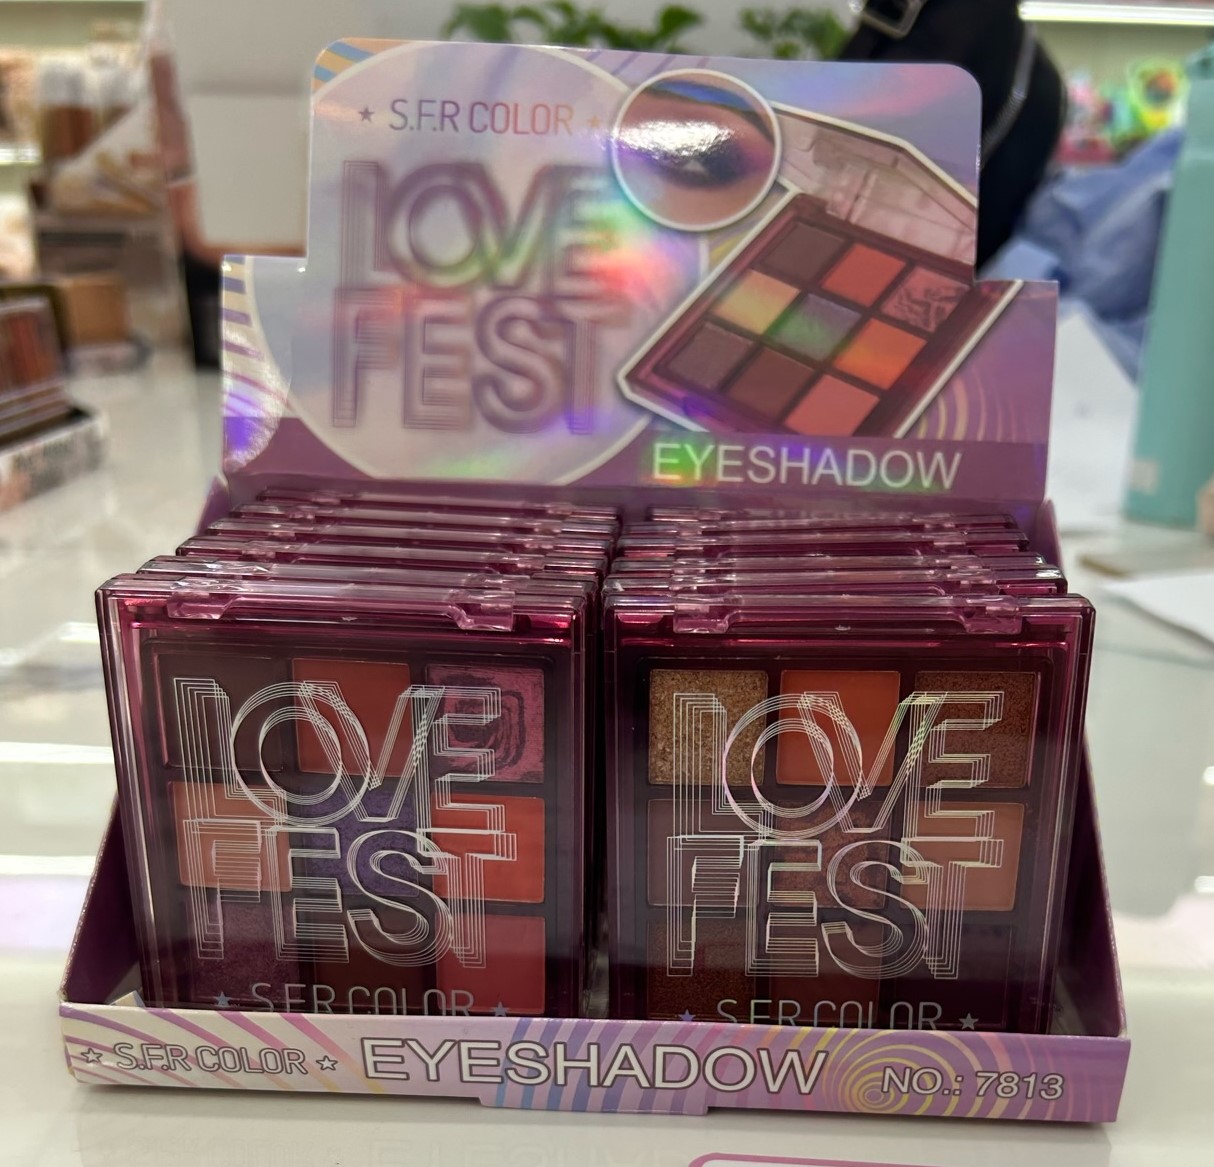 ★ S.F.R COLOR ★
LOVE
FEST
EYESHADOW
LOVE
FEST
★ S.F.R COLOR ★
LOVE
FEST
★ S.F.R COLOR ★
★ S.F.R COLOR ★ EYESHADOW NO.: 7813